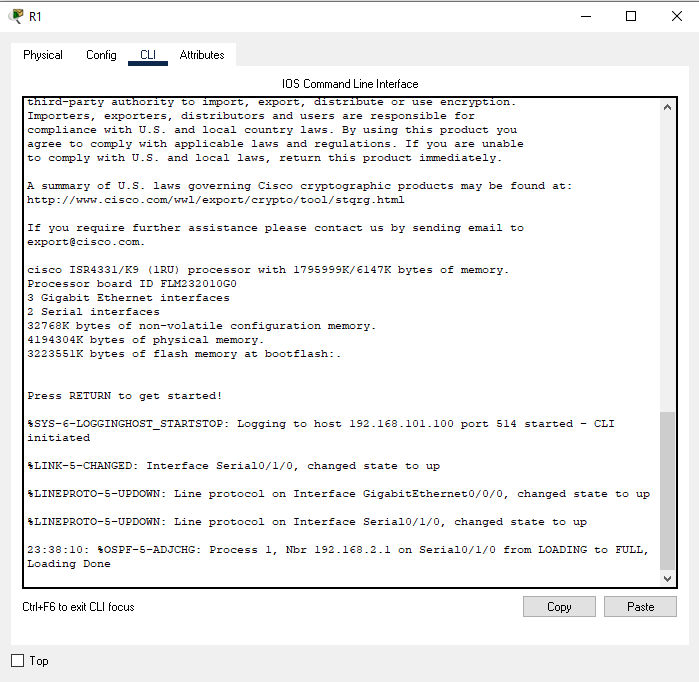 R1
Physical Config CLI Attributes
IOS Command Line Interface
third-party authority to import, export, distribute or use encryption.
Importers, exporters, distributors and users are responsible for
compliance with U.S. and local country laws. By using this product you
agree to comply with applicable laws and regulations. If you are unable
to comply with U.S. and local laws, return this product immediately.
A summary of U.S. laws governing Cisco cryptographic products may be found at:
http://www.cisco.com/wwl/export/crypto/tool/stqrg.html
If you require further assistance please contact us by sending email to
export@cisco.com.
cisco ISR4331/K9 (1RU) processor with 1795999K/6147K bytes of memory.
Processor board ID FLM232010G0
3 Gigabit Ethernet interfaces
2 Serial interfaces
32768K bytes of non-volatile configuration memory.
4194304K bytes of physical memory.
3223551K bytes of flash memory at bootflash:.
Press RETURN to get started!
%SYS-6-LOGGINGHOST_STARTSTOP: Logging to host 192.168.101.100 port 514 started - CLI
initiated
%LINK-5-CHANGED: Interface Serial0/1/0, changed state to up
%LINEPROTO-5-UPDOWN: Line protocol on Interface GigabitEthernet0/0/0, changed state to up
%LINEPROTO-5-UPDOWN: Line protocol on Interface Serial0/1/0, changed state to up
23:38:10: %OSPF-5-ADJCHG: Process 1, Nbr 192.168.2.1 on Serial0/1/0 from LOADING to FULL,
Loading Done
Ctrl+F6 to exit CLI focus
Copy Paste
Top